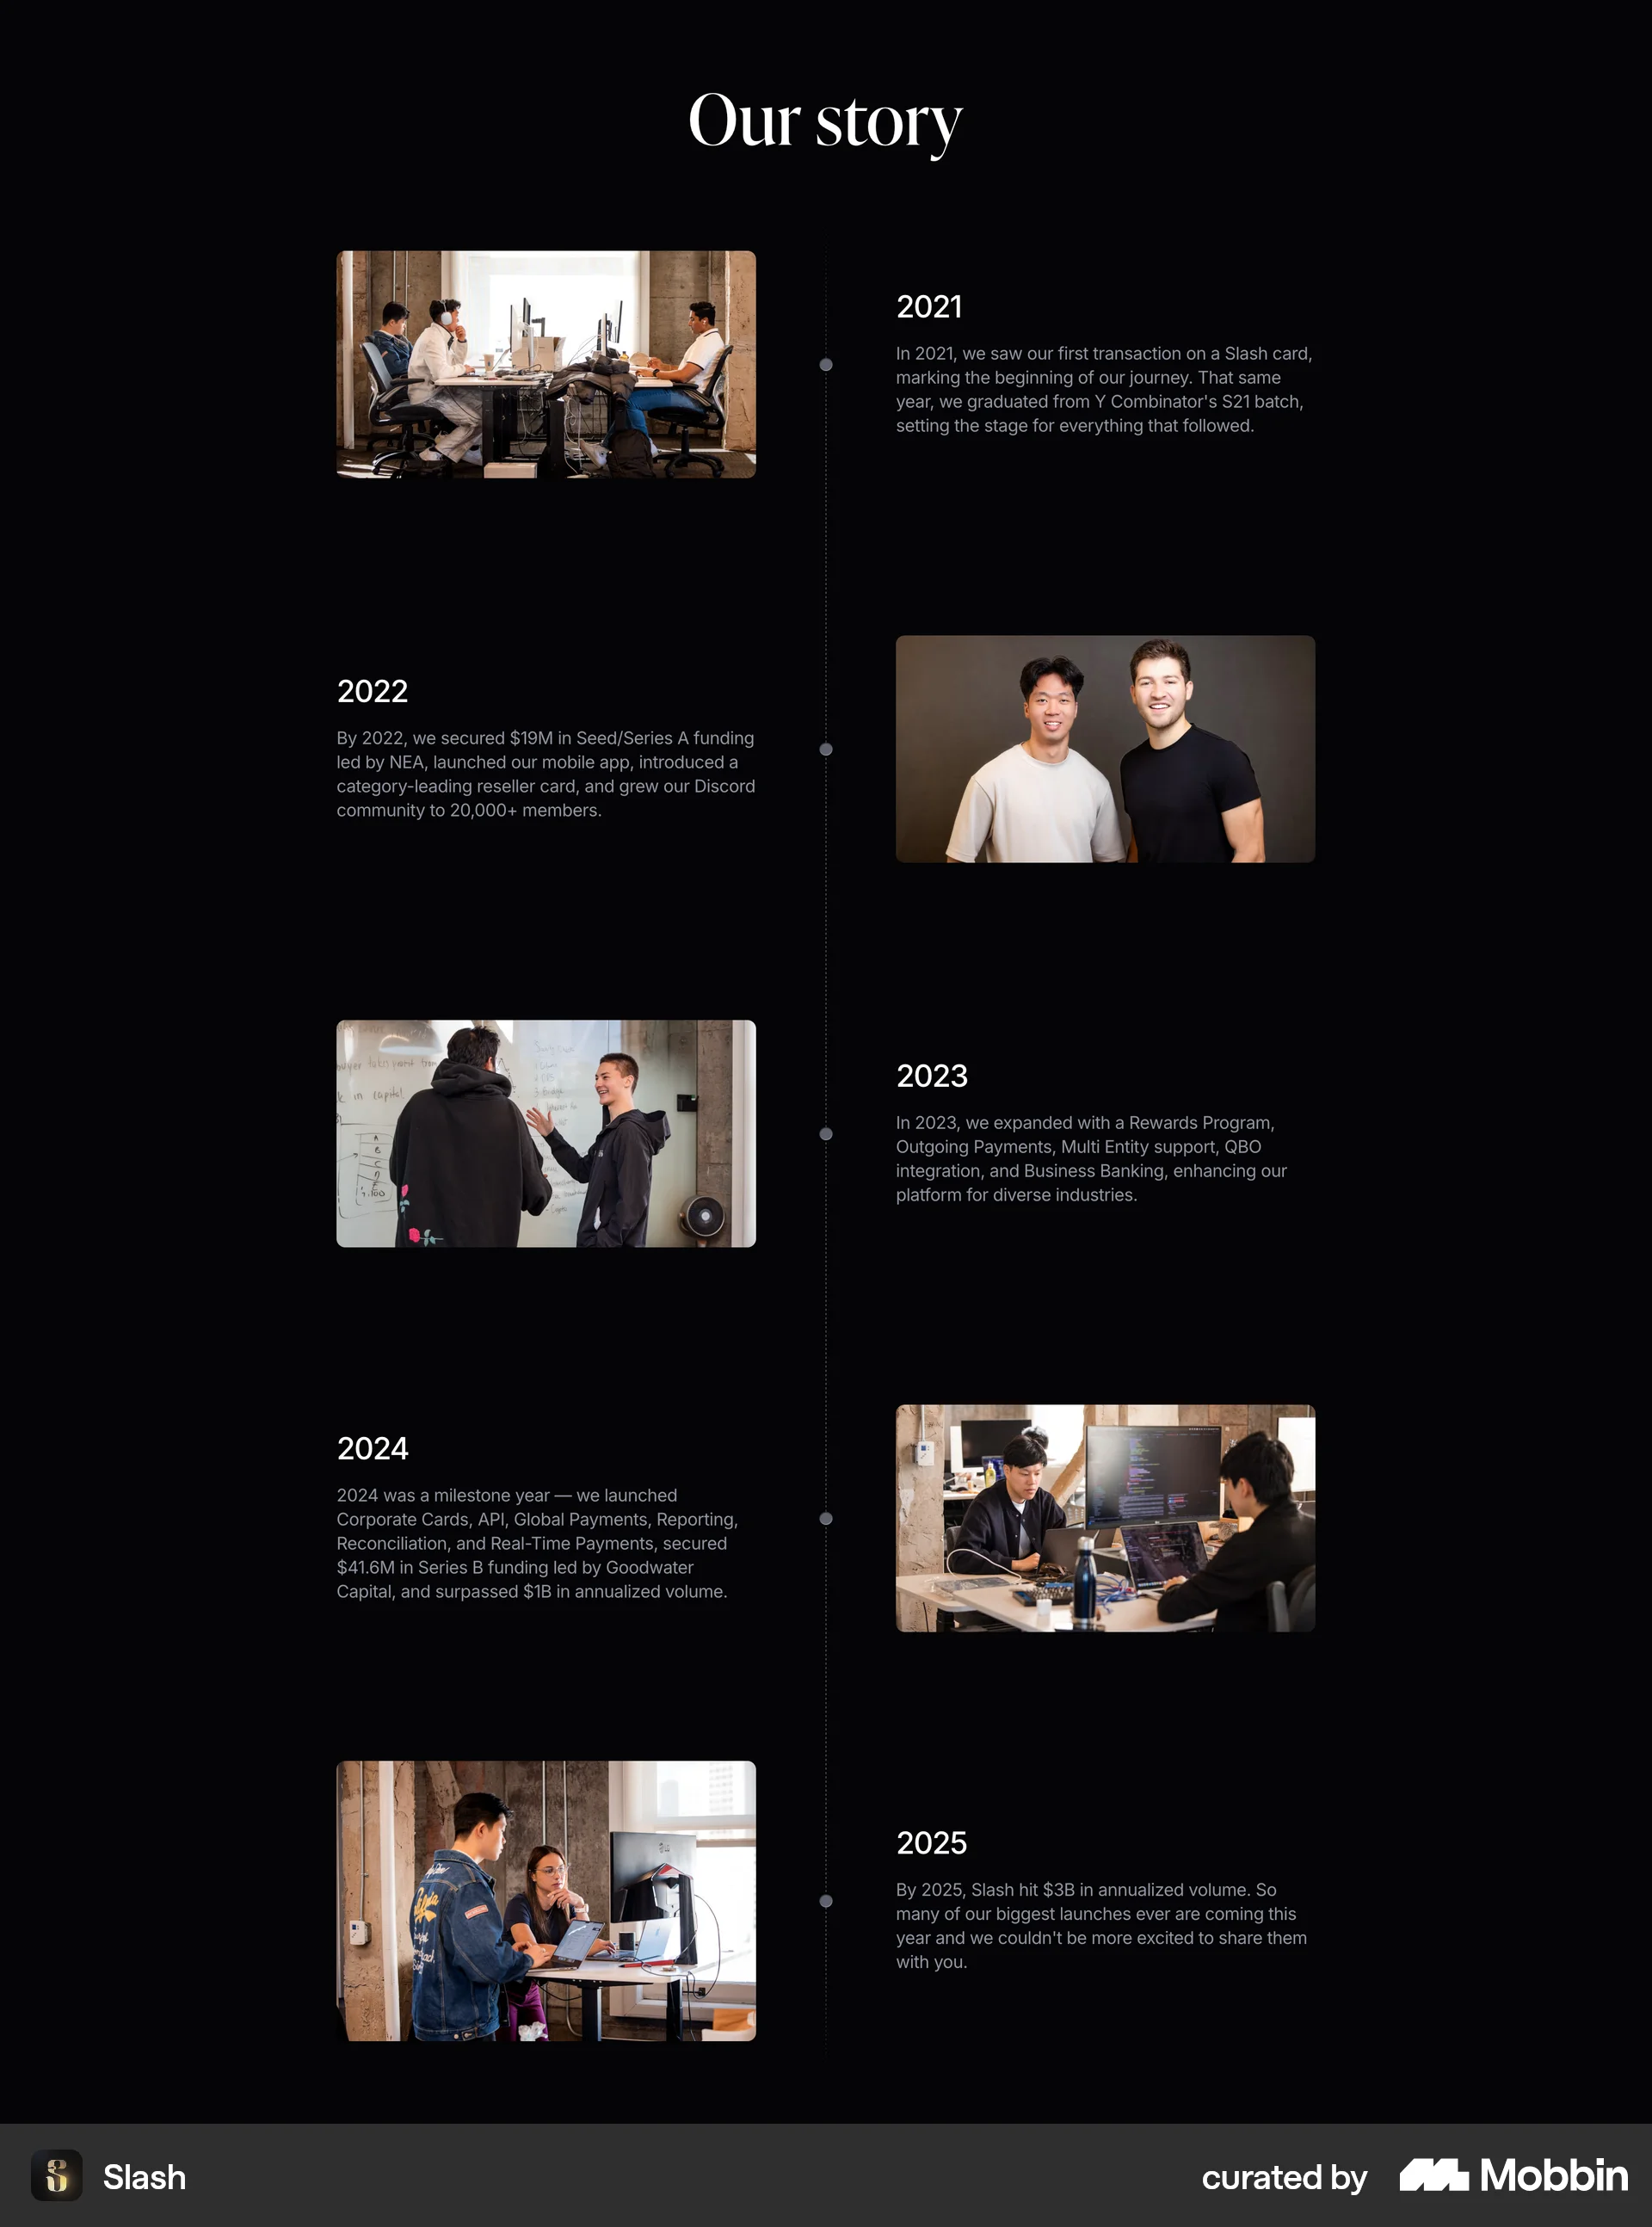 Our story
2021
In 2021, we saw our first transaction on a Slash card,
marking the beginning of our journey. That same
year, we graduated from Y Combinator's S21 batch,
setting the stage for everything that followed.
2022
By 2022, we secured $19M in Seed/Series A funding
led by NEA, launched our mobile app, introduced a
category-leading reseller card, and grew our Discord
community to 20,000+ members.
in capital
2023
In 2023, we expanded with a Rewards Program,
Outgoing Payments, Multi Entity support, QBO
integration, and Business Banking, enhancing our
platform for diverse industries.
2024
2024 was a milestone year — we launched
Corporate Cards, API, Global Payments, Reporting,
Reconciliation, and Real-Time Payments, secured
$41.6M in Series B funding led by Goodwater
Capital, and surpassed $1B in annualized volume.
2025
By 2025, Slash hit $3B in annualized volume. So
many of our biggest launches ever are coming this
year and we couldn't be more excited to share them
with you.
Slash
curated by Mobbin